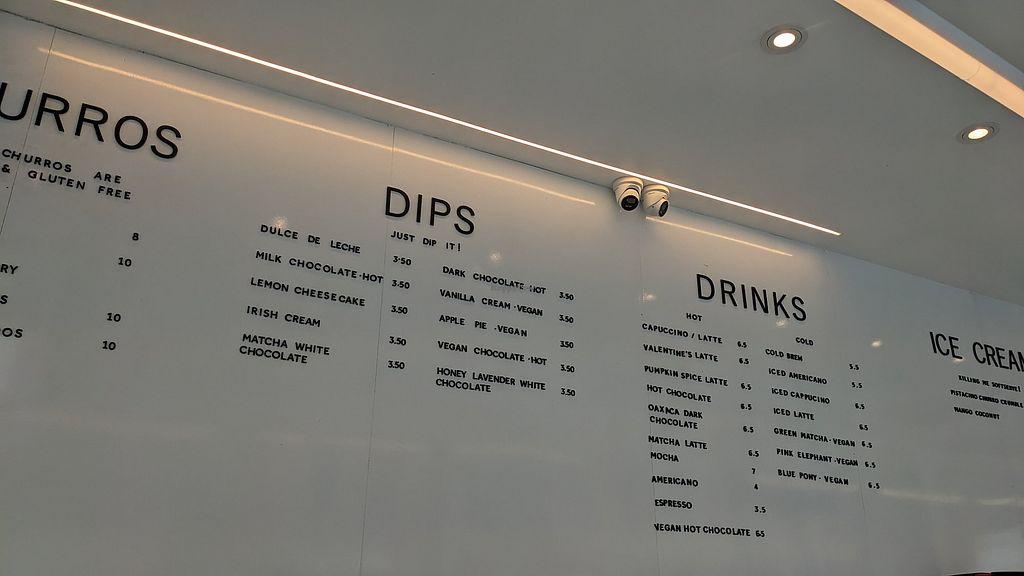 URROS
CHURROS ARE
& GLUTEN FREE
8
10
RY
S 10
OS 10
DIPS
JUST DIP IT!
DULCE DE LECHE 3·50
MILK CHOCOLATE·HOT 3.50
LEMON CHEESECAKE 3.50
IRISH CREAM 3.50
MATCHA WHITE
CHOCOLATE 3.50
DARK CHOCOLATE HOT 3.50
VANILLA CREAM·VEGAN 3.50
APPLE PIE ·VEGAN 350
VEGAN CHOCOLATE·HOT 3.50
HONEY LAVENDER WHITE
CHOCOLATE 3.50
DRINKS
HOT
CAPUCCINO / LATTE 6.5
VALENTINE'S LATTE 6.5
PUMPKIN SPICE LATTE 6.5
HOT CHOCOLATE 6.5
OAXACA DARK
CHOCOLATE 6.5
MATCHA LATTE 6.5
MOCHA 7
AMERICANO 4
ESPRESSO 3.5
VEGAN HOT CHOCOLATE 65
COLD
COLD BREW 5.5
ICED AMERICANO 5.5
ICED CAPPUCINO 6.5
ICED LATTE 6.5
GREEN MATCHA·VEGAN 6.5
PINK ELEPHANT·VEGAN 6.5
BLUE PONY·VEGAN 6.5
ICE CREAM
KILLING ME SOFTSERVE!
PISTACHIO CHURRO CRUMBLE
MANGO COCONUT